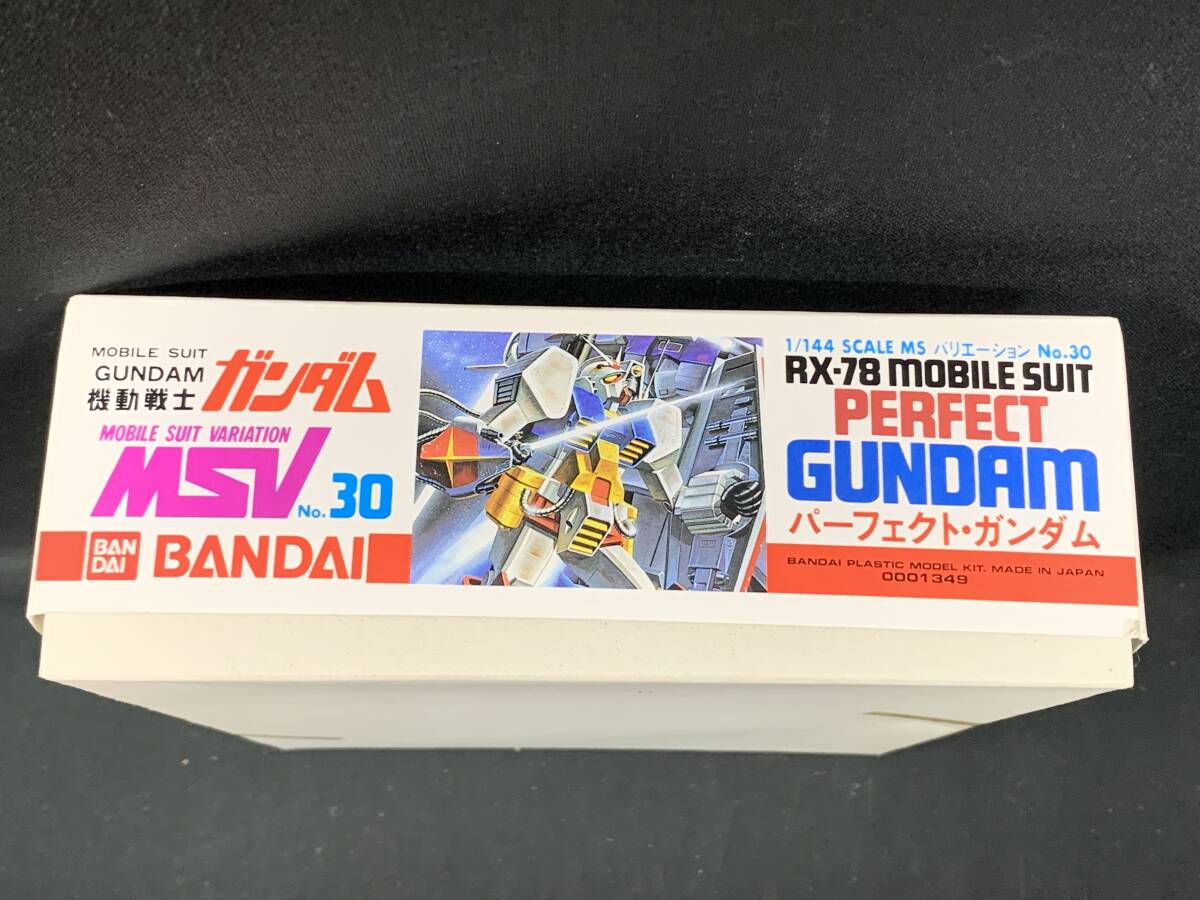 MOBILE SUIT
GUNDAM
機動戦士
ガンダム
MOBILE SUIT VARIATION
MSV No. 30
BAN
DAI
BANDAI
1/144 SCALE MS バリエーション No.30
RX-78 MOBILE SUIT
PERFECT
GUNDAM
パーフェクト・ガンダム
BANDAI PLASTIC MODEL KIT. MADE IN JAPAN
0001349